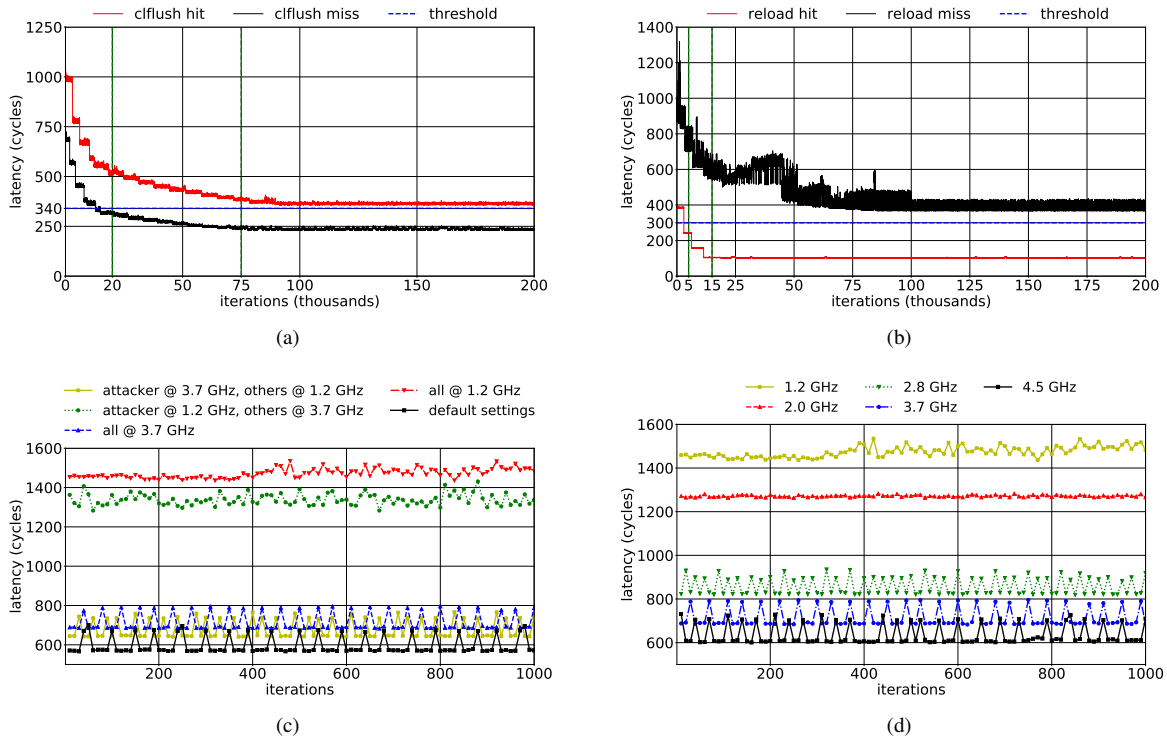 clflush hit clflush miss threshold
1250
1000
750
500
340
250
0
latency (cycles)
0 20 50 75 100 125 150 175 200
iterations (thousands)
(a)
reload hit reload miss threshold
1400
1200
1000
800
600
400
300
200
0
latency (cycles)
0 5 15 25 50 75 100 125 150 175 200
iterations (thousands)
(b)
attacker @ 3.7 GHz, others @ 1.2 GHz all @ 1.2 GHz
attacker @ 1.2 GHz, others @ 3.7 GHz default settings
all @ 3.7 GHz
1600
1400
1200
1000
800
600
latency (cycles)
200 400 600 800 1000
iterations
(c)
1.2 GHz 2.8 GHz 4.5 GHz
2.0 GHz 3.7 GHz
1600
1400
1200
1000
800
600
latency (cycles)
200 400 600 800 1000
iterations
(d)